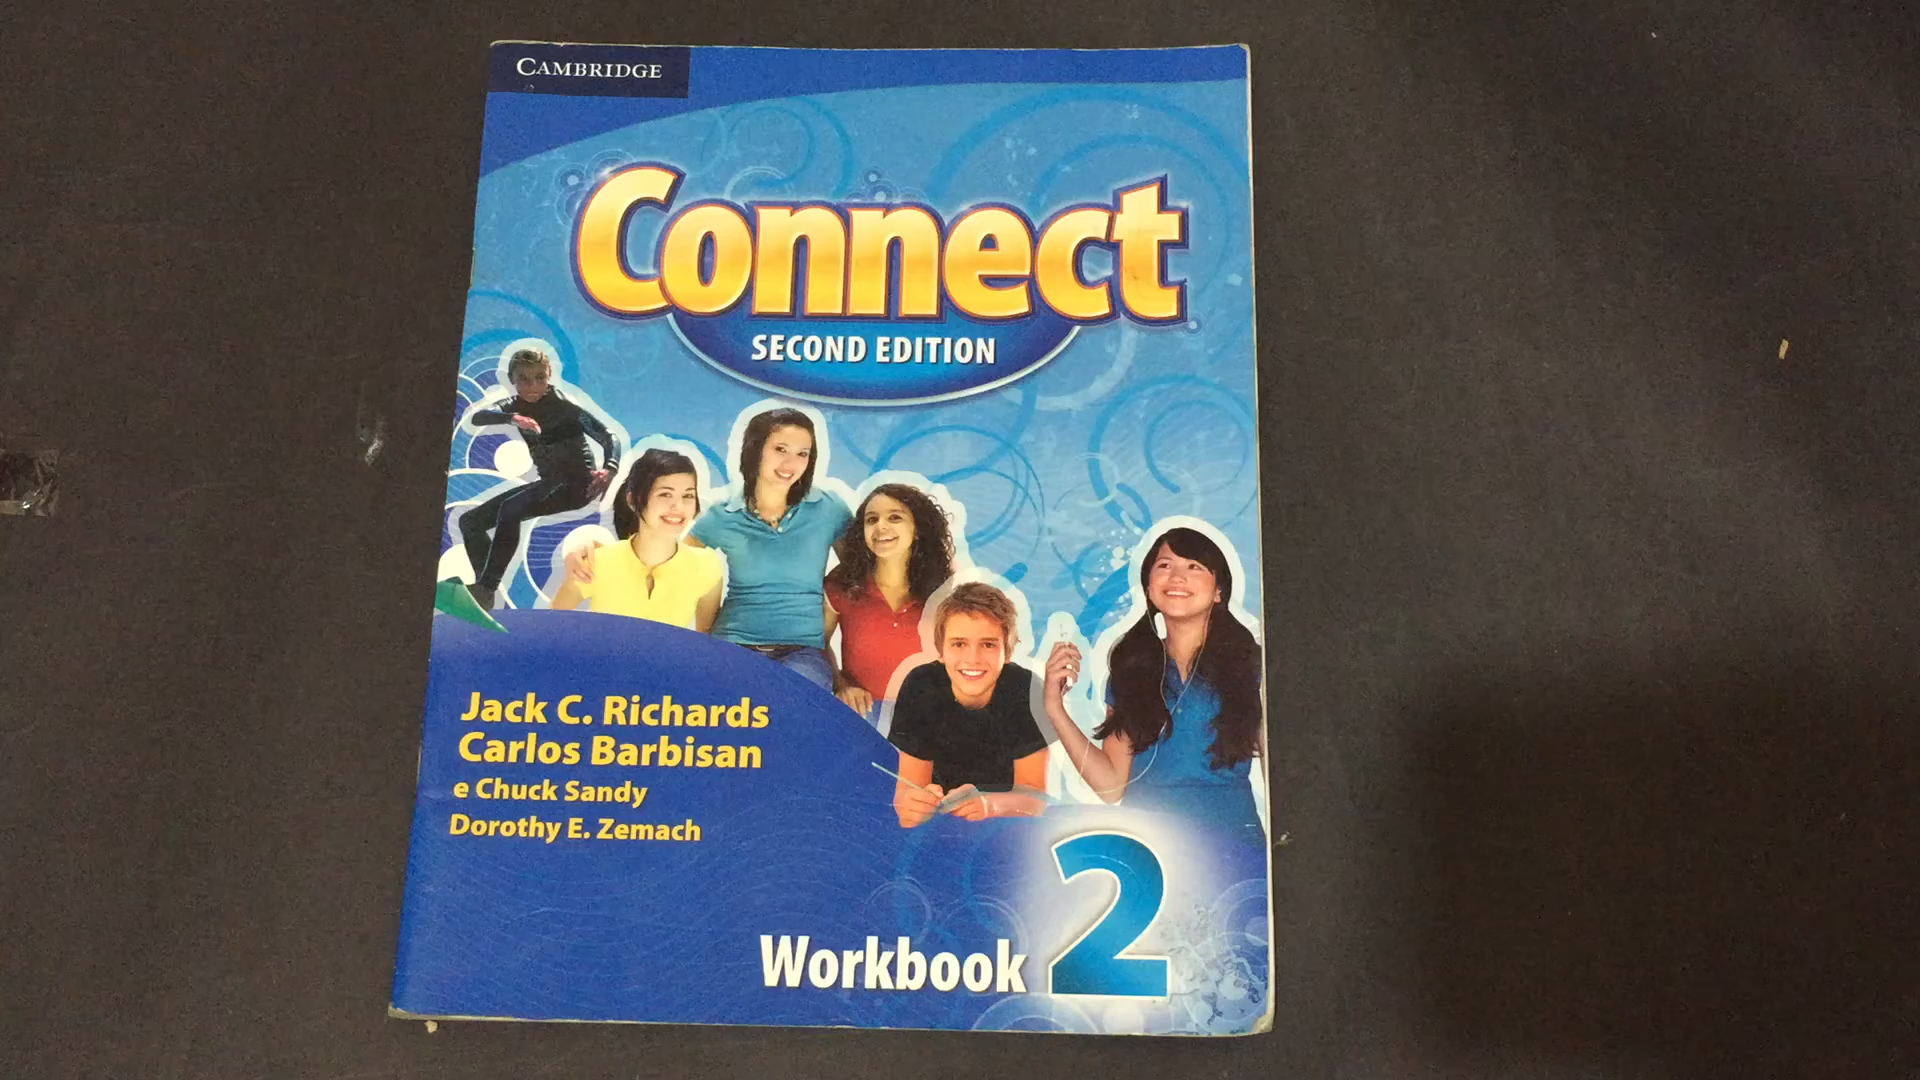 CAMBRIDGE
Connect
SECOND EDITION
Jack C. Richards
Carlos Barbisan
e Chuck Sandy
Dorothy E. Zemach
Workbook 2